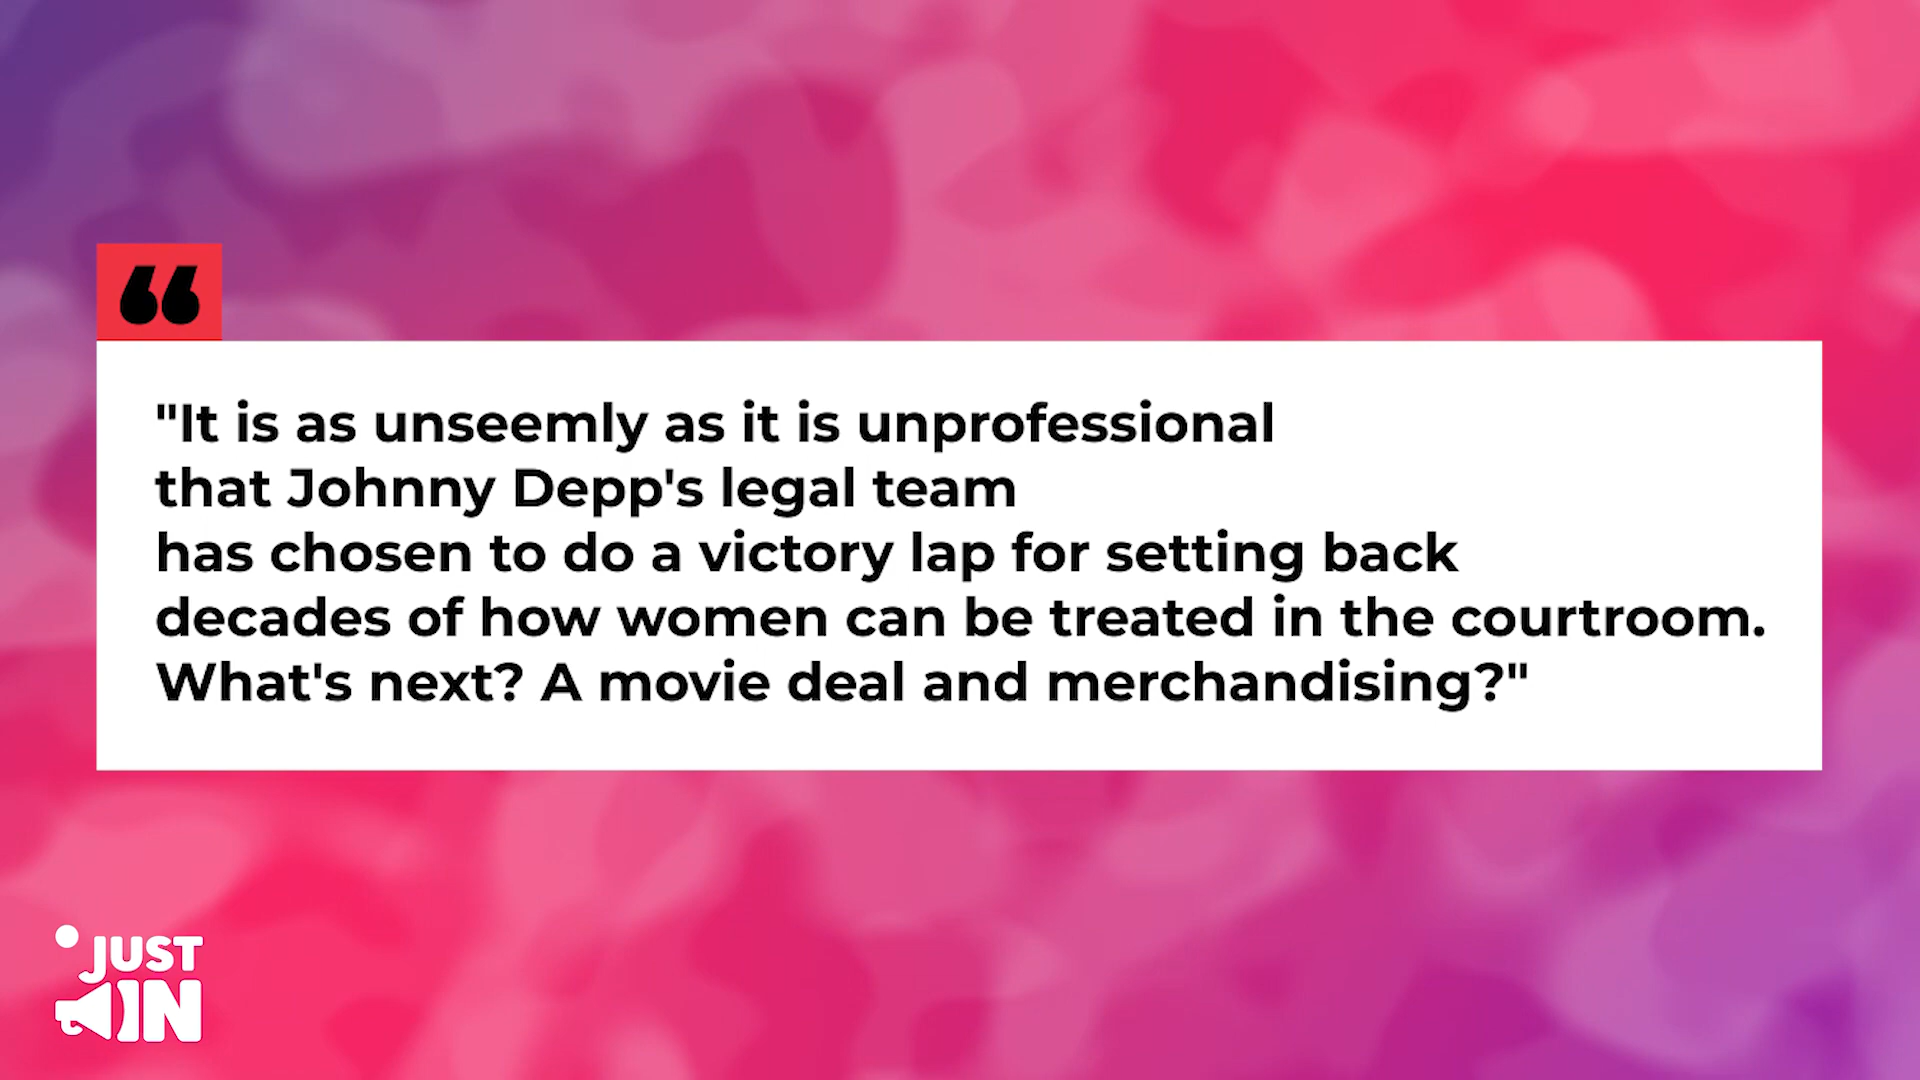 "It is as unseemly as it is unprofessional
that Johnny Depp's legal team
has chosen to do a victory lap for setting back
decades of how women can be treated in the courtroom.
What's next? A movie deal and merchandising?"
JUST
IN